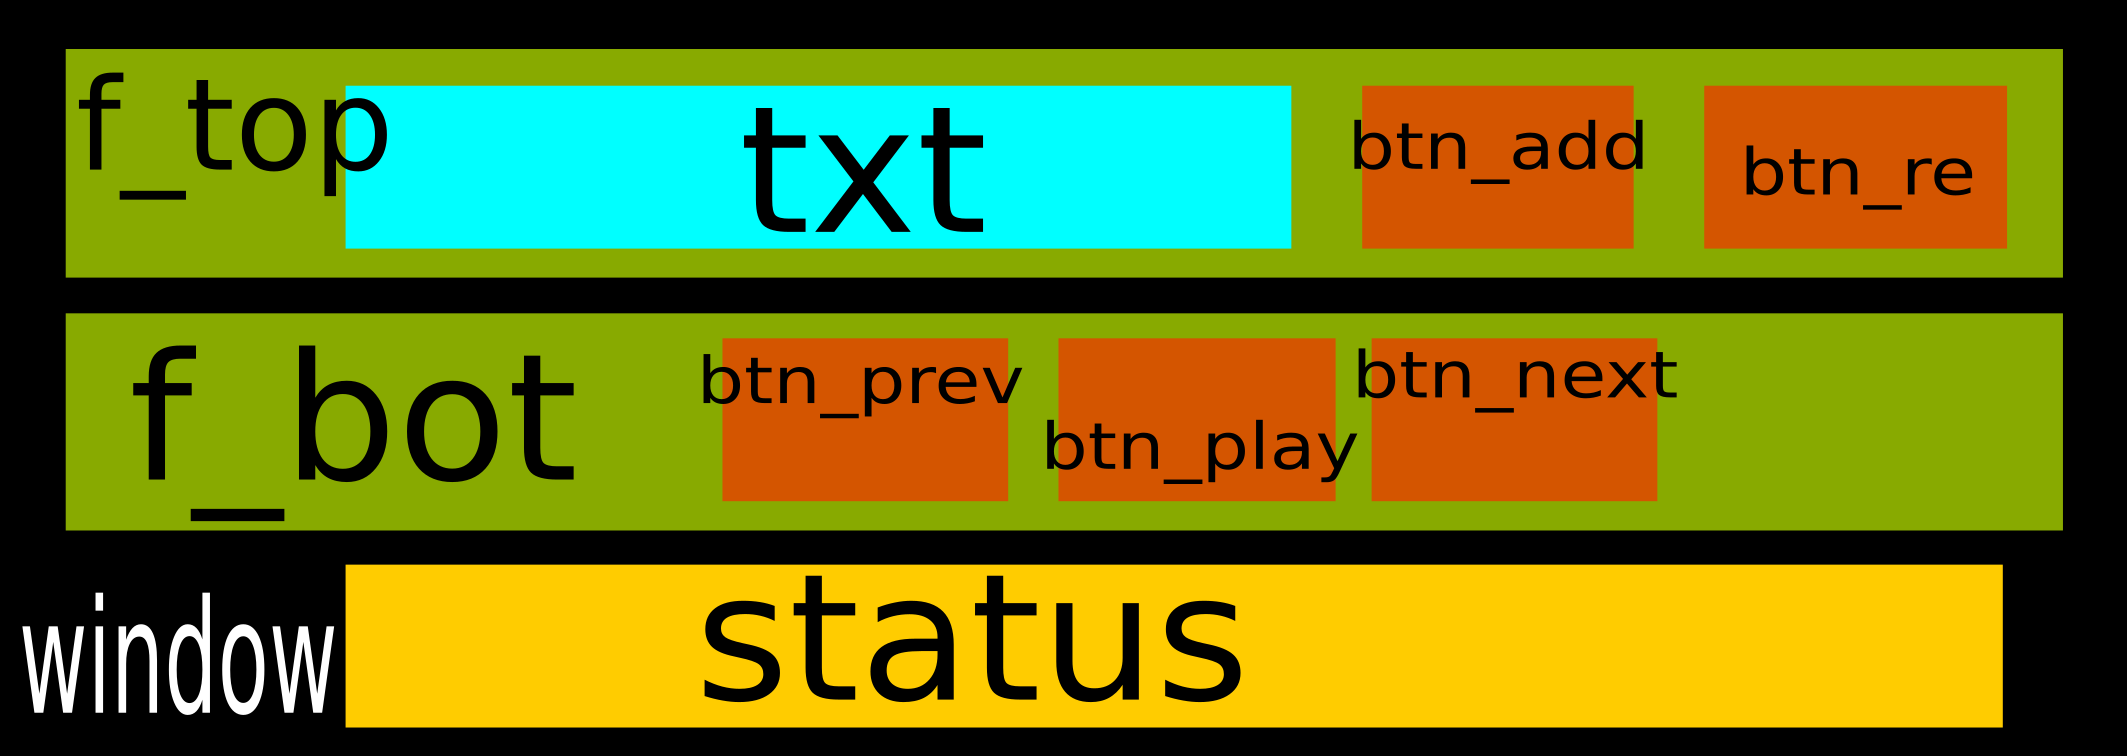 f_top
txt
btn_add
btn_re
f_bot
btn_prev
btn_play
btn_next
window
status